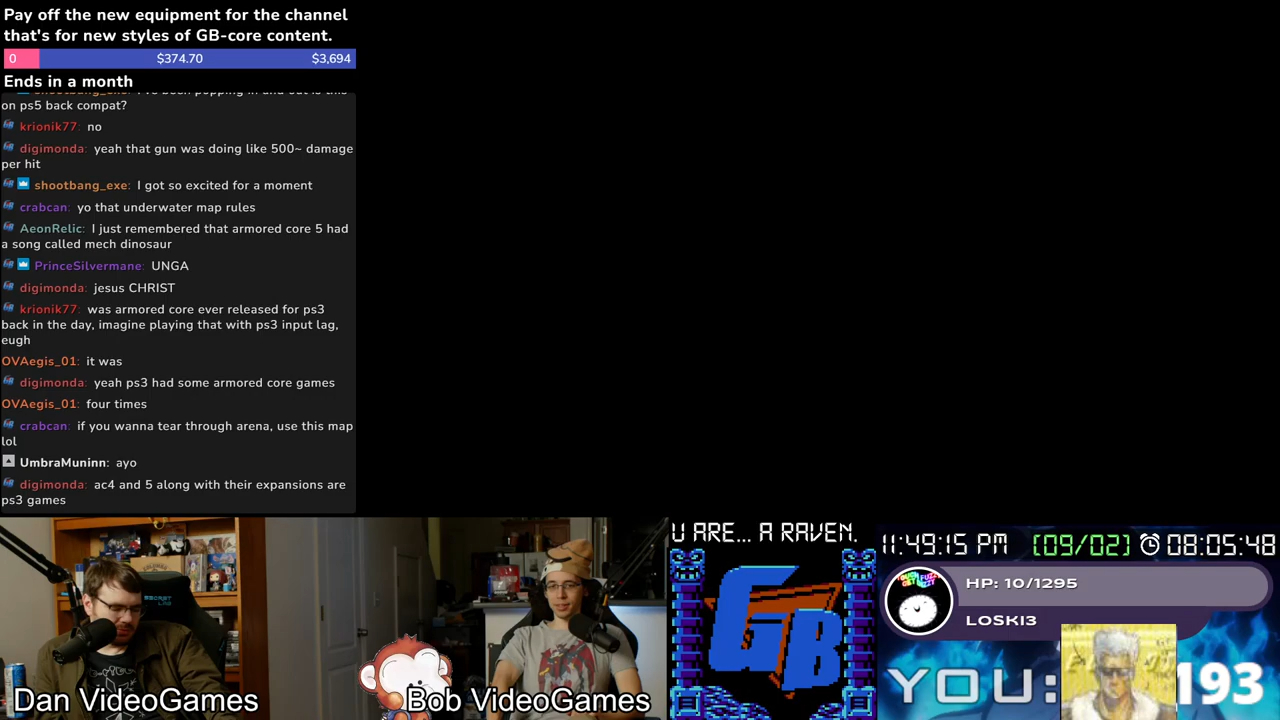 Pay off the new equipment for the channel
that's for new styles of GB-core content.
0 $374.70 $3,694
Ends in a month
on ps5 back compat?
krionik77: no
digimonda: yeah that gun was doing like 500~ damage
per hit
shootbang_exe: I got so excited for a moment
crabcan: yo that underwater map rules
AeonRelic: I just remembered that armored core 5 had
a song called mech dinosaur
PrinceSilvermane: UNGA
digimonda: jesus CHRIST
krionik77: was armored core ever released for ps3
back in the day, imagine playing that with ps3 input lag,
eugh
OVAegis_01: it was
digimonda: yeah ps3 had some armored core games
OVAegis_01: four times
crabcan: if you wanna tear through arena, use this map
lol
UmbraMuninn: ayo
digimonda: ac4 and 5 along with their expansions are
ps3 games
Dan VideoGames
Bob VideoGames
U ARE... A RAVEN.
GB
11:49:15 PM [09/02] 08:05:48
HP: 10/1295
LOSKI3
YOU: 193